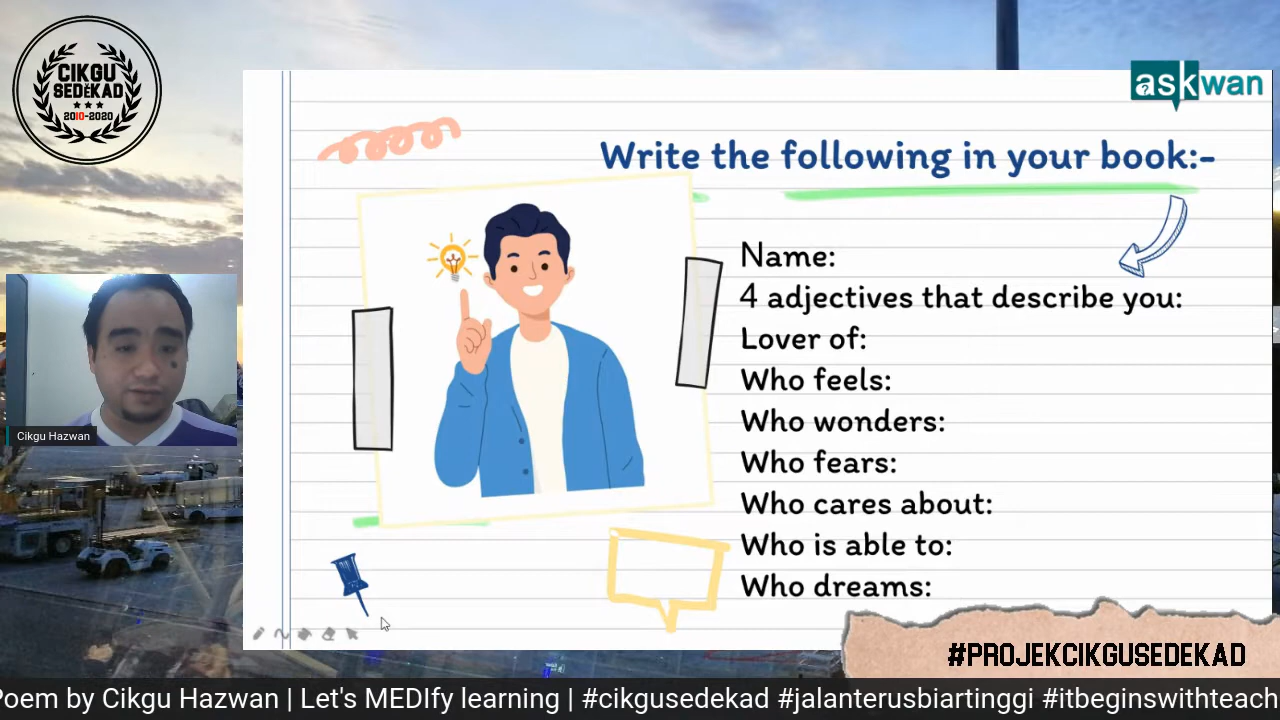 CIKGU
SEDĕKAD
2010-2020
askwan
Write the following in your book:-
Name:
4 adjectives that describe you:
Lover of:
Who feels:
Who wonders:
Who fears:
Who cares about:
Who is able to:
Who dreams:
Cikgu Hazwan
#PROJEKCIKGUSEDEKAD
Poem by Cikgu Hazwan | Let's MEDIfy learning | #cikgusedekad #jalanterusbiartinggi #itbeginswithteach